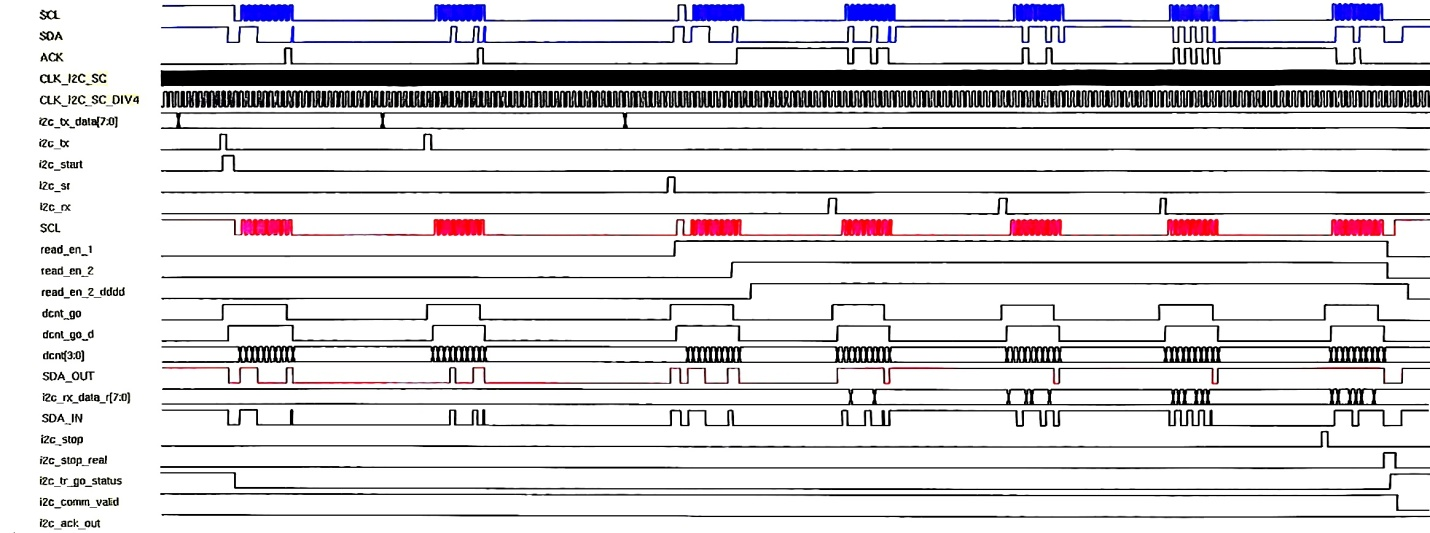 SCL
SDA
ACK
CLK_I2C_SC
CLK_I2C_SC_DIV4
i2c_tx_data[7:0]
i2c_tx
i2c_start
i2c_sr
i2c_rx
SCL
read_en_1
read_en_2
read_en_2_dddd
dcnt_go
dcnt_go_d
dcnt[3:0]
SDA_OUT
i2c_rx_data_r[7:0]
SDA_IN
i2c_stop
i2c_stop_real
i2c_tr_go_status
i2c_comm_valid
i2c_ack_out